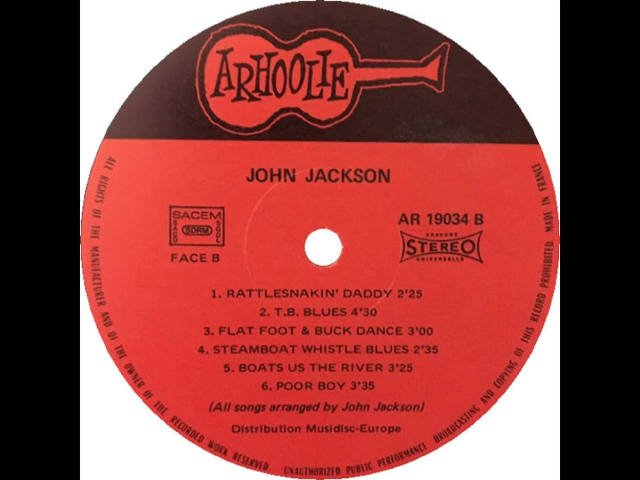 ARHOOLIE
JOHN JACKSON
SACEM
SACD
SDRM
SGDL
FACE B
AR 19034 B
GRAVURE
STEREO
UNIVERSELLE
1. RATTLESNAKIN' DADDY 2'25
2. T.B. BLUES 4'30
3. FLAT FOOT & BUCK DANCE 3'00
4. STEAMBOAT WHISTLE BLUES 2'35
5. BOATS US THE RIVER 3'25
6. POOR BOY 3'35
(All songs arranged by John Jackson)
Distribution Musidisc-Europe
ALL RIGHTS OF THE MANUFACTURER AND OF THE OWNER OF THE RECORDED WORK RESERVED. UNAUTHORIZED PUBLIC PERFORMANCE BROADCASTING AND COPYING OF THIS RECORD PROHIBITED. MADE IN FRANCE